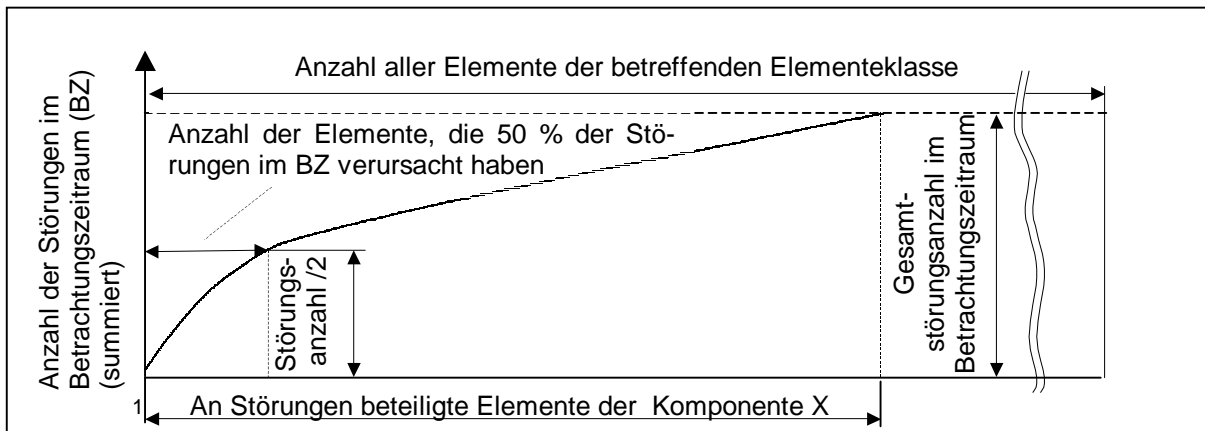 Anzahl aller Elemente der betreffenden Elementeklasse
Anzahl der Störungen im
Betrachtungszeitraum (BZ)
(summiert)
Anzahl der Elemente, die 50 % der Stö-
rungen im BZ verursacht haben
Störungs-
anzahl /2
Gesamt-
störungsanzahl im
Betrachtungszeitraum
1
An Störungen beteiligte Elemente der Komponente X